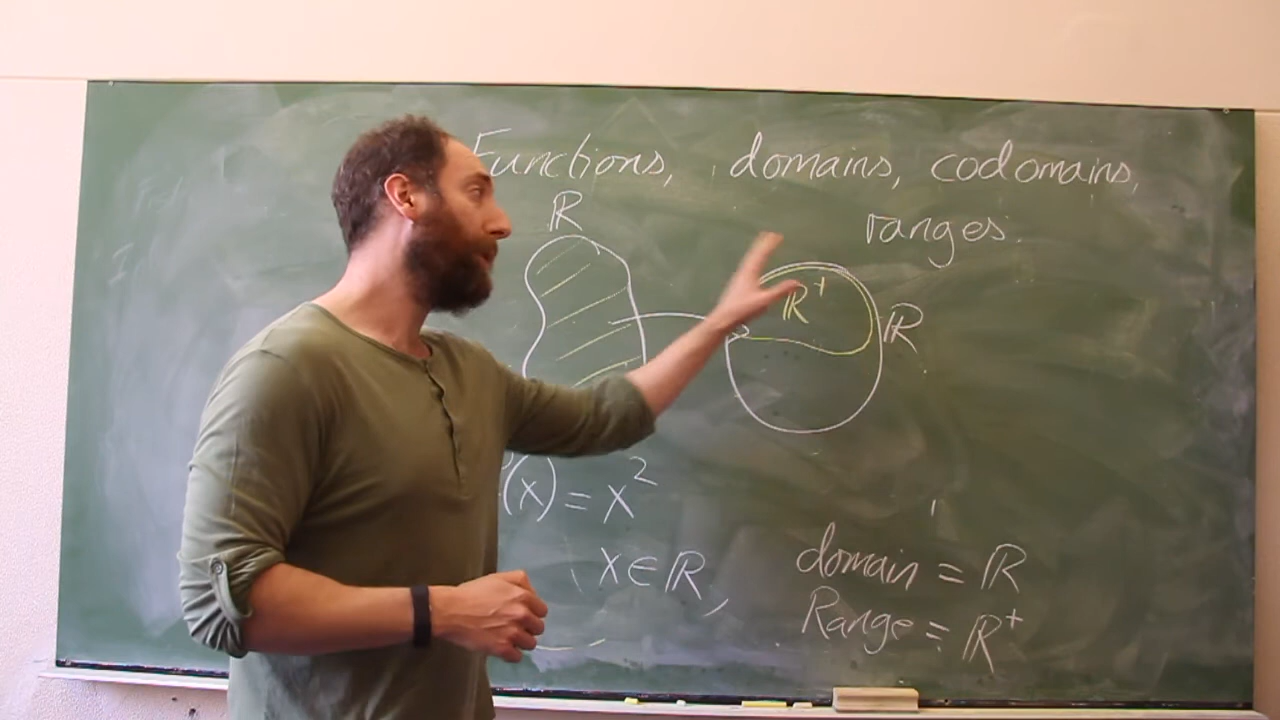 Functions, domains, codomains,
ranges.
ℝ
ℝ⁺
ℝ
(x) = x²
x ∈ ℝ,
domain = ℝ
Range = ℝ⁺